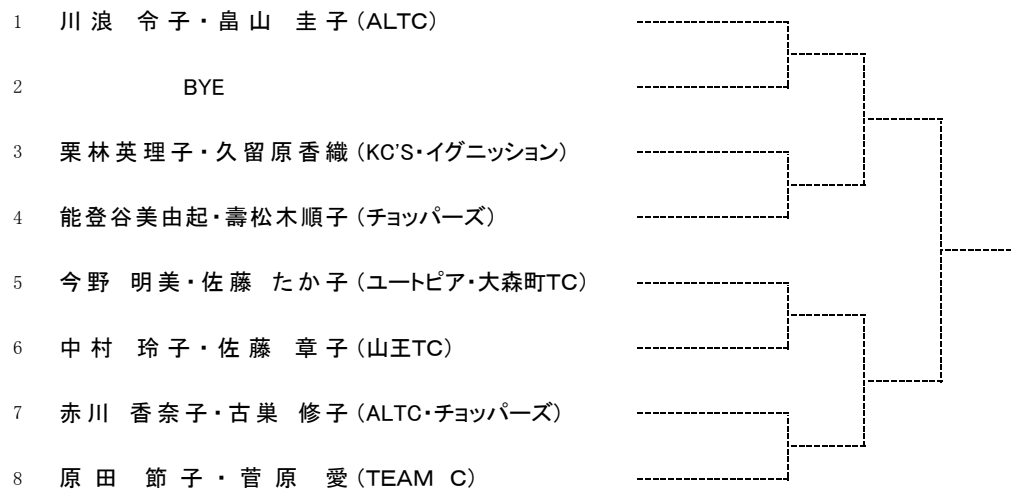 1 川浪 令子・畠山 圭子 (ALTC)
2 BYE
3 栗林英理子・久留原香織 (KC'S・イグニッション)
4 能登谷美由起・壽松木順子 (チョッパーズ)
5 今野 明美・佐藤 たか子 (ユートピア・大森町TC)
6 中村 玲子・佐藤 章子 (山王TC)
7 赤川 香奈子・古巣 修子 (ALTC・チョッパーズ)
8 原田 節子・菅原 愛 (TEAM C)